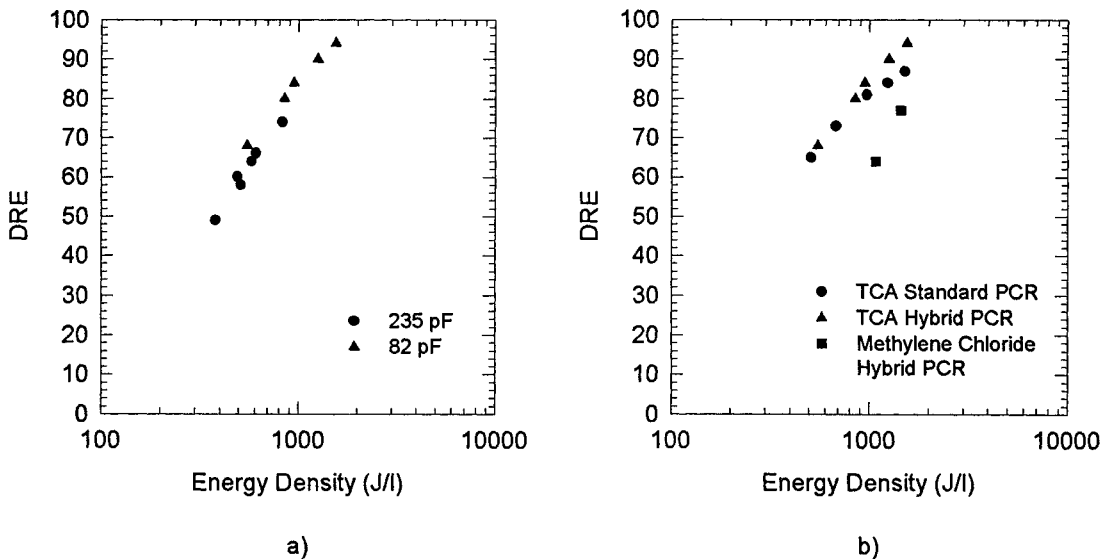 100
90
80
70
60
50
40
30
20
10
0
DRE
235 pF
82 pF
100 1000 10000
Energy Density (J/l)
a)
100
90
80
70
60
50
40
30
20
10
0
DRE
TCA Standard PCR
TCA Hybrid PCR
Methylene Chloride
Hybrid PCR
100 1000 10000
Energy Density (J/l)
b)